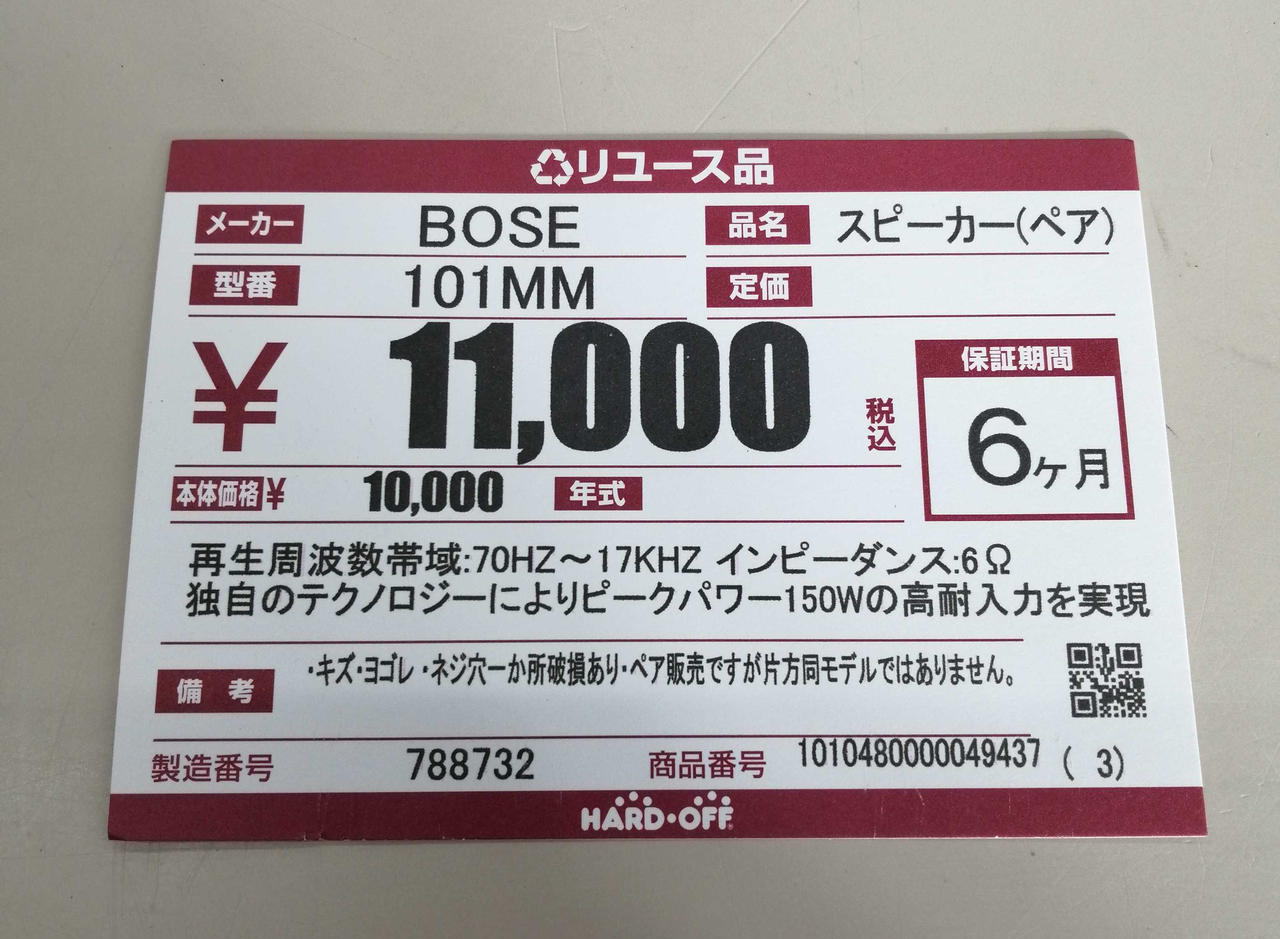 リユース品
メーカー BOSE 品名 スピーカー(ペア)
型番 101MM 定価
¥ 11,000 税込
保証期間
6ヶ月
本体価格¥ 10,000 年式
再生周波数帯域:70HZ～17KHZ インピーダンス:6Ω
独自のテクノロジーによりピークパワー150Wの高耐入力を実現
備考 ・キズ・ヨゴレ ・ネジ穴一か所破損あり・ペア販売ですが片方同モデルではありません。
製造番号 788732 商品番号 1010480000049437 ( 3)
HARD・OFF